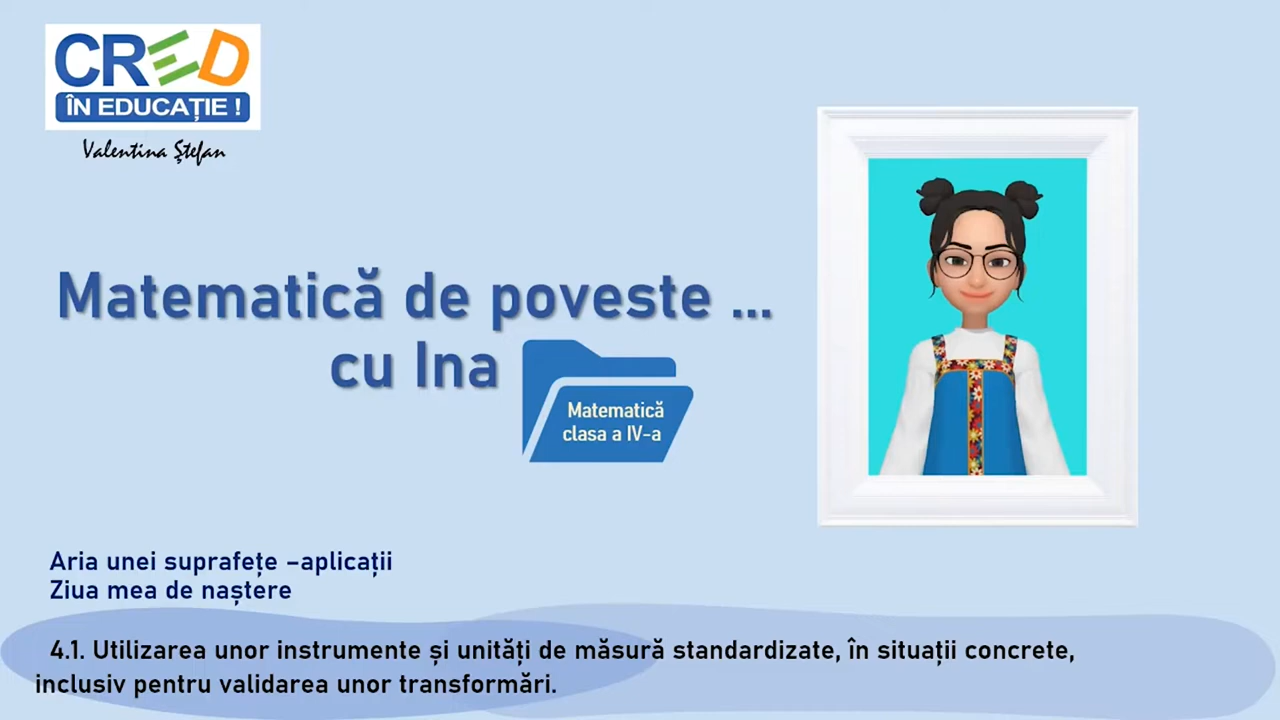 CRED
ÎN EDUCAȚIE !
Valentina Ştefan
Matematică de poveste ...
cu Ina
Matematică
clasa a IV-a
Aria unei suprafețe –aplicații
Ziua mea de naștere
4.1. Utilizarea unor instrumente și unități de măsură standardizate, în situații concrete,
inclusiv pentru validarea unor transformări.